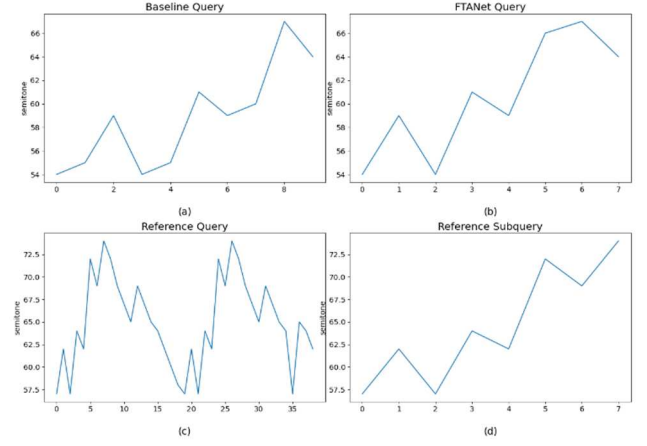 Baseline Query
FTANet Query
66
64
62
60
58
56
54
semitone
0 2 4 6 8
66
64
62
60
58
56
54
semitone
0 1 2 3 4 5 6 7
(a)
(b)
Reference Query
Reference Subquery
72.5
70.0
67.5
65.0
62.5
60.0
57.5
semitone
0 5 10 15 20 25 30 35
72.5
70.0
67.5
65.0
62.5
60.0
57.5
semitone
0 1 2 3 4 5 6 7
(c)
(d)